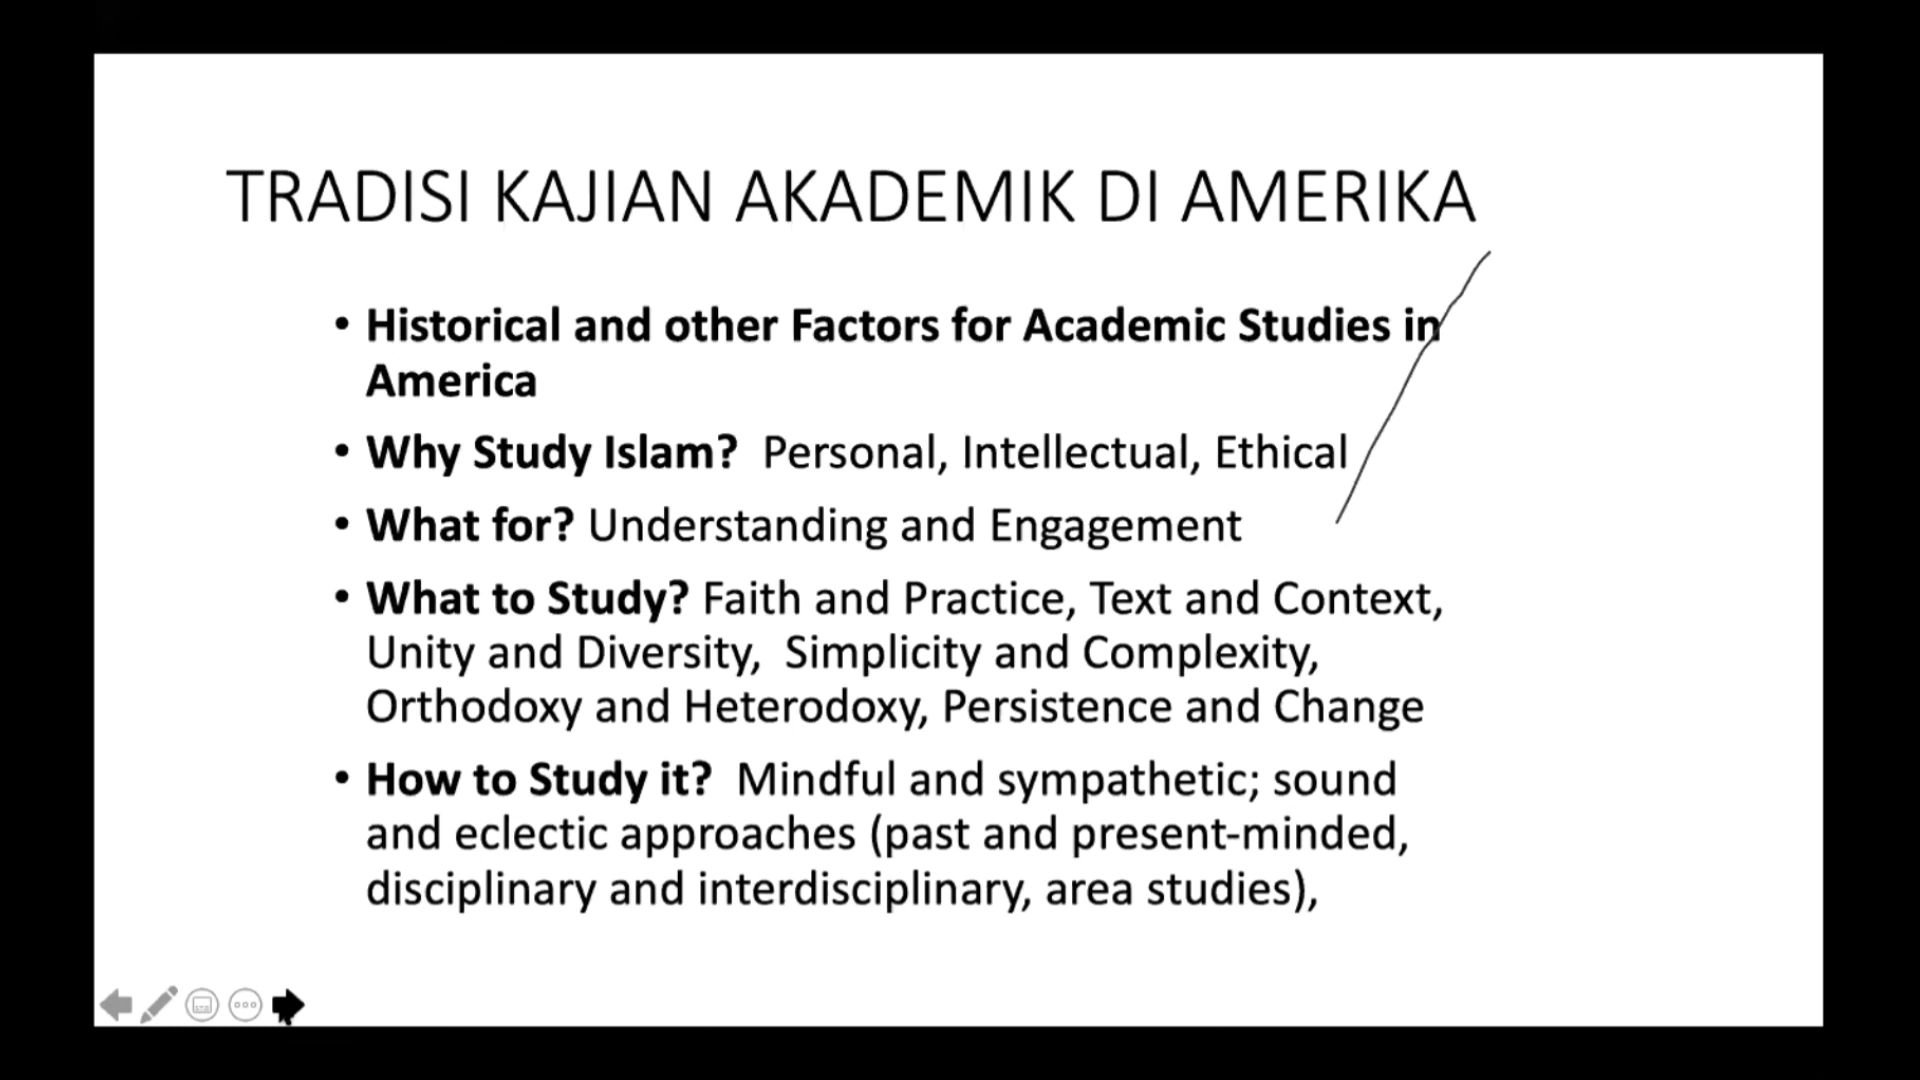 TRADISI KAJIAN AKADEMIK DI AMERIKA
• Historical and other Factors for Academic Studies in
America
• Why Study Islam?  Personal, Intellectual, Ethical
• What for? Understanding and Engagement
• What to Study? Faith and Practice, Text and Context,
Unity and Diversity,  Simplicity and Complexity,
Orthodoxy and Heterodoxy, Persistence and Change
• How to Study it?  Mindful and sympathetic; sound
and eclectic approaches (past and present-minded,
disciplinary and interdisciplinary, area studies),